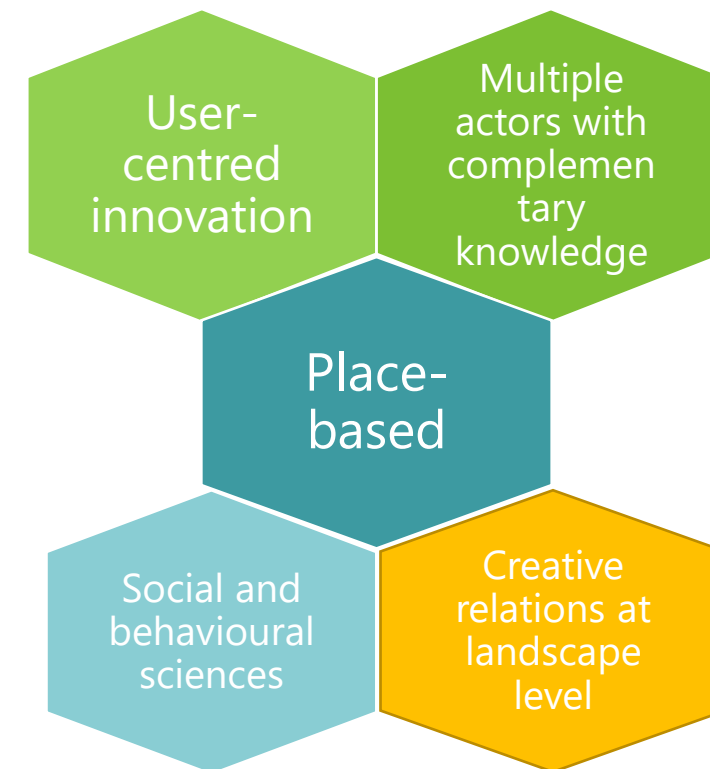 User-
centred
innovation
Multiple
actors with
complemen
tary
knowledge
Place-
based
Social and
behavioural
sciences
Creative
relations at
landscape
level